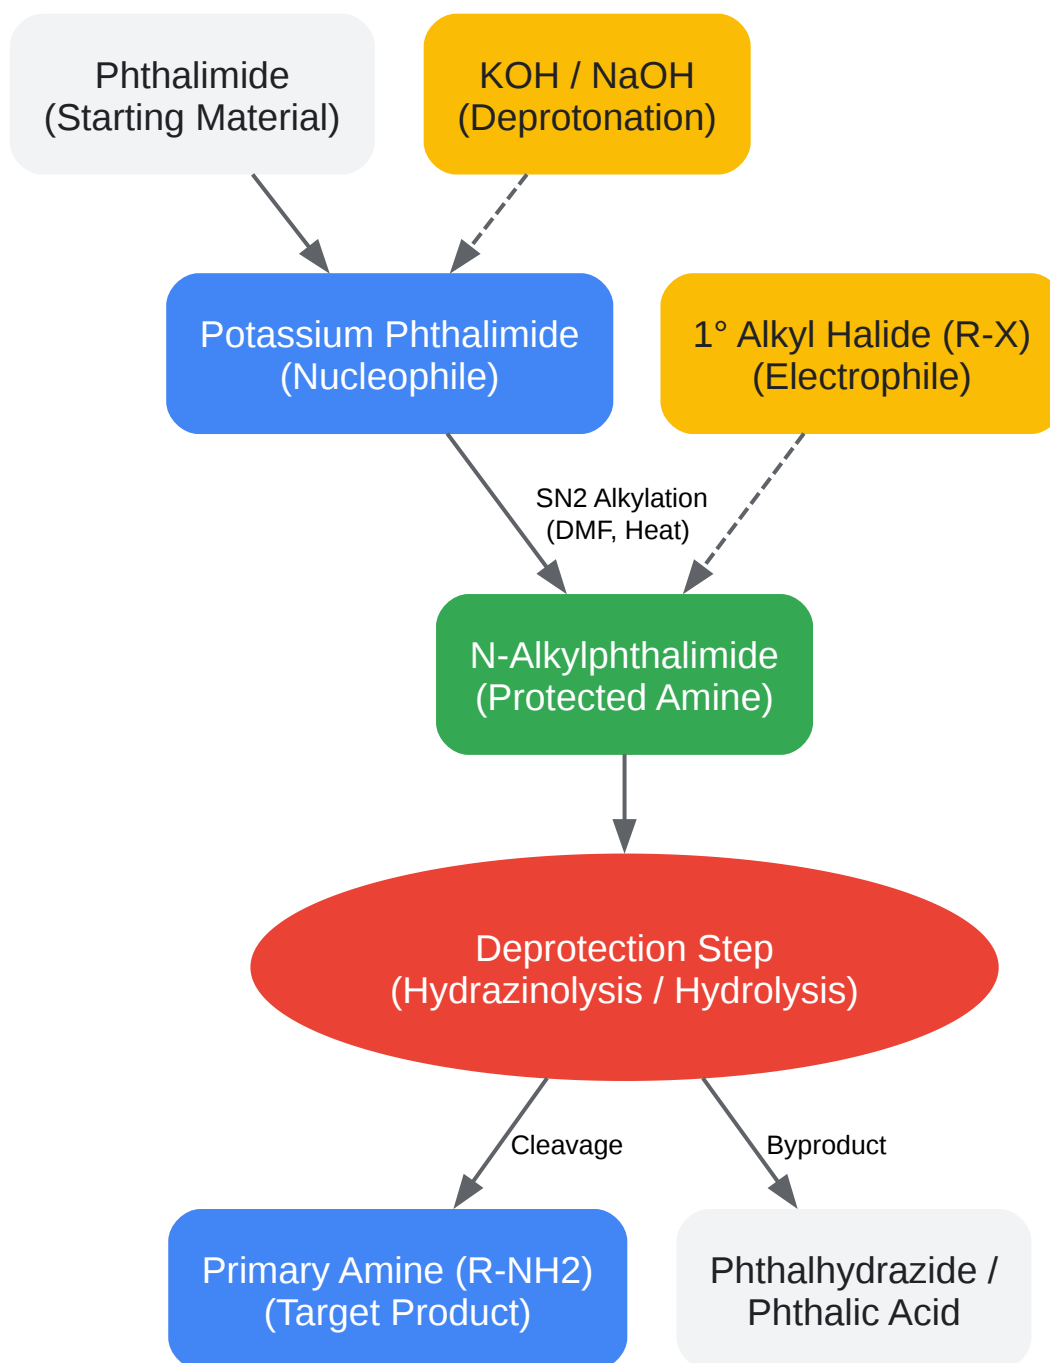 Phthalimide
(Starting Material)
KOH / NaOH
(Deprotonation)
Potassium Phthalimide
(Nucleophile)
1° Alkyl Halide (R-X)
(Electrophile)
SN2 Alkylation
(DMF, Heat)
N-Alkylphthalimide
(Protected Amine)
Deprotection Step
(Hydrazinolysis / Hydrolysis)
Cleavage
Byproduct
Primary Amine (R-NH2)
(Target Product)
Phthalhydrazide /
Phthalic Acid